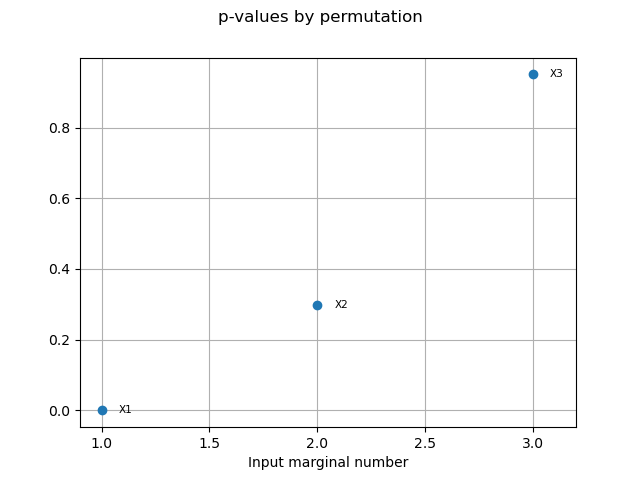 p-values by permutation
X3
0.8
0.6
0.4
X2
0.2
0.0
X1
1.0 1.5 2.0 2.5 3.0
Input marginal number